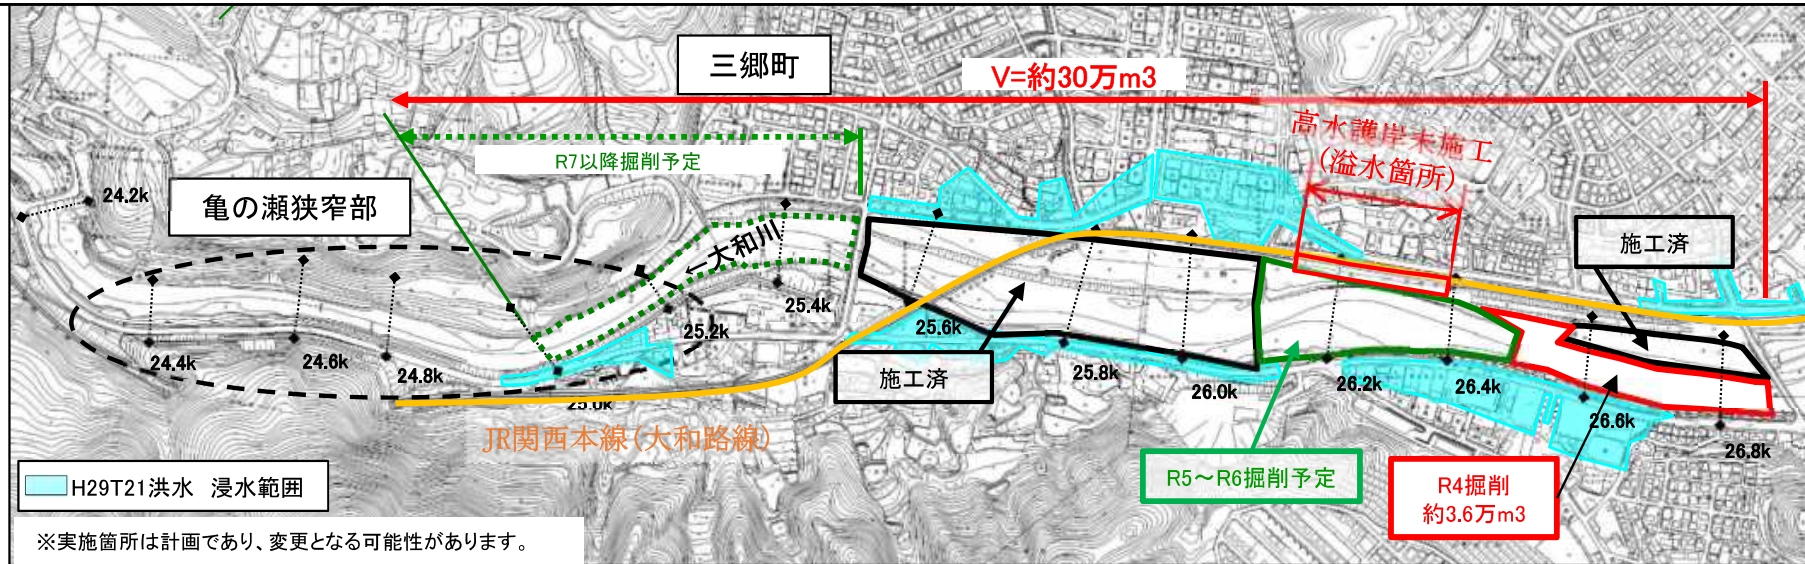 三郷町
V=約30万m3
高水護岸未施工
(溢水箇所)
R7以降掘削予定
24.2k
亀の瀬狭窄部
←大和川
施工済
25.4k
25.2k
25.6k
24.4k
24.6k
24.8k
25.0k
施工済
25.8k
26.0k
26.2k
26.4k
26.6k
26.8k
JR関西本線(大和路線)
R5～R6掘削予定
R4掘削
約3.6万m3
H29T21洪水 浸水範囲
※実施箇所は計画であり、変更となる可能性があります。